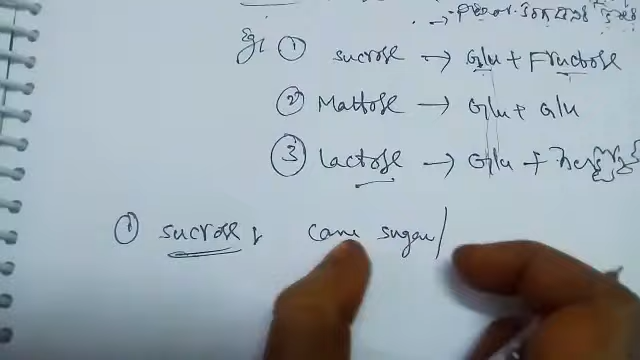 Eg: ① sucrose → Glu + Fructose
② Maltose → Glu + Glu
③ Lactose → Glu +
① sucrose : cane sugar/